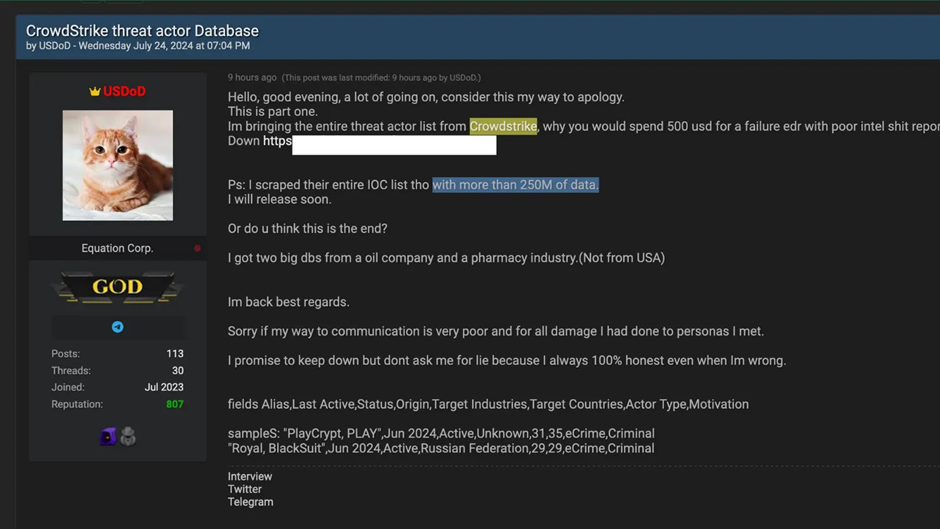 CrowdStrike threat actor Database
by USDoD - Wednesday July 24, 2024 at 07:04 PM
USDoD
Equation Corp.
GOD
Posts: 113
Threads: 30
Joined: Jul 2023
Reputation: 807
9 hours ago (This post was last modified: 9 hours ago by USDoD.)
Hello, good evening, a lot of going on, consider this my way to apology.
This is part one.
Im bringing the entire threat actor list from Crowdstrike, why you would spend 500 usd for a failure edr with poor intel shit repor
Down https
Ps: I scraped their entire IOC list tho with more than 250M of data.
I will release soon.
Or do u think this is the end?
I got two big dbs from a oil company and a pharmacy industry.(Not from USA)
Im back best regards.
Sorry if my way to communication is very poor and for all damage I had done to personas I met.
I promise to keep down but dont ask me for lie because I always 100% honest even when Im wrong.
fields Alias,Last Active,Status,Origin,Target Industries,Target Countries,Actor Type,Motivation
sampleS: "PlayCrypt, PLAY",Jun 2024,Active,Unknown,31,35,eCrime,Criminal
"Royal, BlackSuit",Jun 2024,Active,Russian Federation,29,29,eCrime,Criminal
Interview
Twitter
Telegram